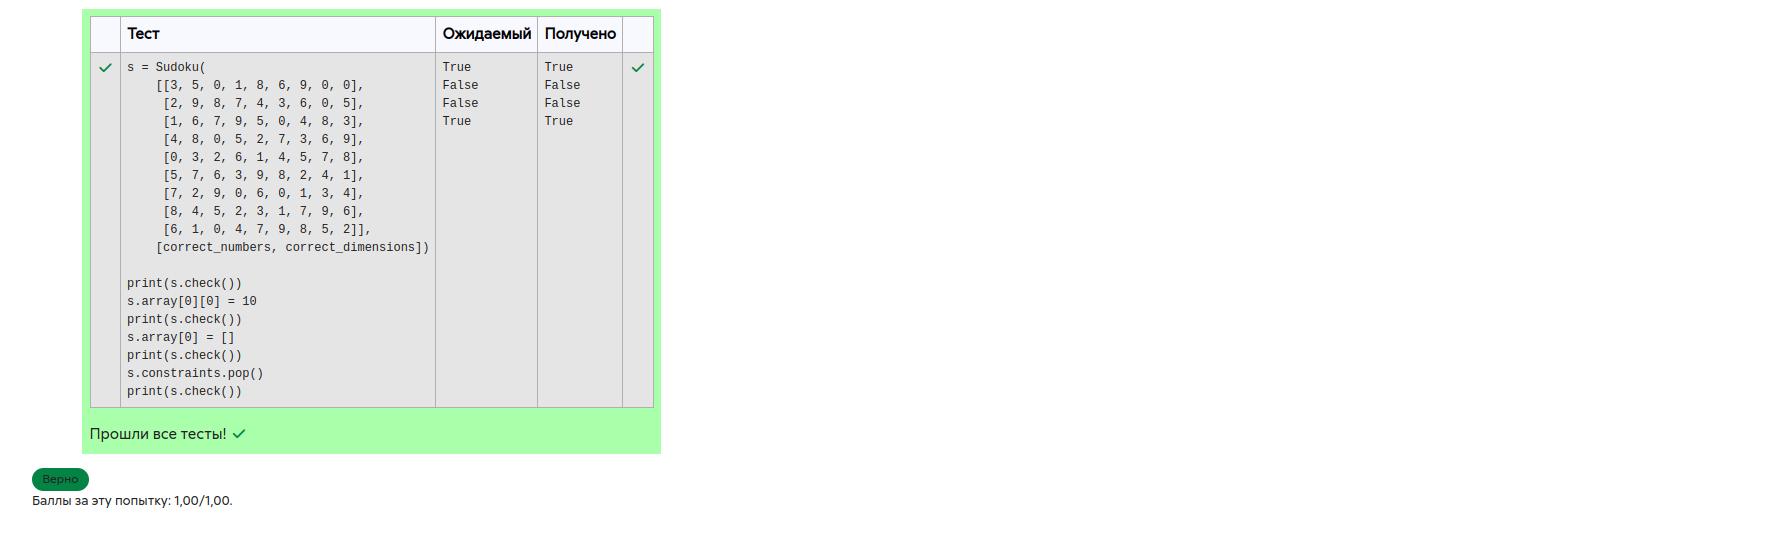 Тест Ожидаемый Получено
s = Sudoku( True True
[[3, 5, 0, 1, 8, 6, 9, 0, 0], False False
[2, 9, 8, 7, 4, 3, 6, 0, 5], False False
[1, 6, 7, 9, 5, 0, 4, 8, 3], True True
[4, 8, 0, 5, 2, 7, 3, 6, 9],
[0, 3, 2, 6, 1, 4, 5, 7, 8],
[5, 7, 6, 3, 9, 8, 2, 4, 1],
[7, 2, 9, 0, 6, 0, 1, 3, 4],
[8, 4, 5, 2, 3, 1, 7, 9, 6],
[6, 1, 0, 4, 7, 9, 8, 5, 2]],
[correct_numbers, correct_dimensions])
print(s.check())
s.array[0][0] = 10
print(s.check())
s.array[0] = []
print(s.check())
s.constraints.pop()
print(s.check())
Прошли все тесты!
Верно
Баллы за эту попытку: 1,00/1,00.